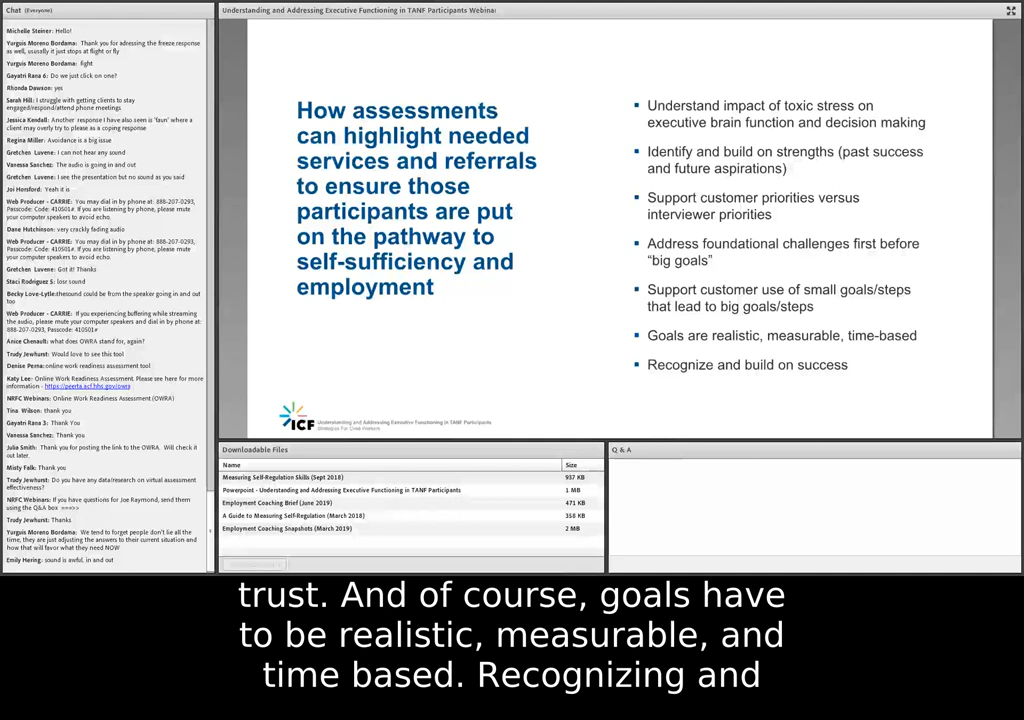 Chat (Everyone)
Michelle Steiner: Hello!
Yurguis Moreno Bordama: Thank you for adressing the freeze response
as well, ususally it just stops at flight or fly
Yurguis Moreno Bordama: fight
Gayatri Rana 6: Do we just click on one?
Rhonda Dawson: yes
Sarah Hill: I struggle with getting clients to stay
engaged/respond/attend phone meetings
Jessica Kendall: Another response I have also seen is 'faun' where a
client may overly try to please as a coping response
Regina Miller: Avoidance is a big issue
Gretchen Luvene: I can not hear any sound
Vanessa Sanchez: The audio is going in and out
Gretchen Luvene: I see the presentation but no sound as you said
Joi Horsford: Yeah it is
Web Producer - CARRIE: You may dial in by phone at: 888-207-0293,
Passcode: Code: 410501#. If you are listening by phone, please mute
your computer speakers to avoid echo.
Dane Hutchinson: very crackly fading audio
Web Producer - CARRIE: You may dial in by phone at: 888-207-0293,
Passcode: Code: 410501#. If you are listening by phone, please mute
your computer speakers to avoid echo.
Gretchen Luvene: Got it! Thanks
Staci Rodriguez 5: losr sound
Becky Love-Lytle:thesound could be from the speaker going in and out
too
Web Producer - CARRIE: If you experiencing buffering while streaming
the audio, please mute your computer speakers and dial in by phone at:
888-207-0293, Passcode: 410501#
Anice Chenault: what does OWRA stand for, again?
Trudy Jewhurst: Would love to see this tool
Denise Perna: online work readiness assessment tool
Katy Lee: Online Work Readiness Assessment. Please see here for more
information - https://peerta.acf.hhs.gov/owra
NRFC Webinars: Online Work Readiness Assessment (OWRA)
Tina Wilson: thank you
Gayatri Rana 3: Thank You
Vanessa Sanchez: Thank you
Julia Smith: Thank you for posting the link to the OWRA. Will check it
out later.
Misty Falk: Thank you
Trudy Jewhurst: Do you have any data/research on virtual assessment
effectiveness?
NRFC Webinars: If you have questions for Joe Raymond, send them
using the Q&A box ===>>
Trudy Jewhurst: Thanks
Yurguis Moreno Bordama: We tend to forget people don't lie all the
time, they are just adjusting the answers to their current situation and
how that will favor what they need NOW
Emily Hering: sound is awful, in and out
Understanding and Addressing Executive Functioning in TANF Participants Webinar
How assessments
can highlight needed
services and referrals
to ensure those
participants are put
on the pathway to
self-sufficiency and
employment
▪ Understand impact of toxic stress on
executive brain function and decision making
▪ Identify and build on strengths (past success
and future aspirations)
▪ Support customer priorities versus
interviewer priorities
▪ Address foundational challenges first before
“big goals”
▪ Support customer use of small goals/steps
that lead to big goals/steps
▪ Goals are realistic, measurable, time-based
▪ Recognize and build on success
ICF
Understanding and Addressing Executive Functioning in TANF Participants
Strategies For Case Workers
Downloadable Files
Name Size
Measuring Self-Regulation Skills (Sept 2018) 937 KB
Powerpoint - Understanding and Addressing Executive Functioning in TANF Participants 1 MB
Employment Coaching Brief (June 2019) 471 KB
A Guide to Measuring Self-Regulation (March 2018) 358 KB
Employment Coaching Snapshots (March 2019) 2 MB
Q & A
trust. And of course, goals have
to be realistic, measurable, and
time based. Recognizing and